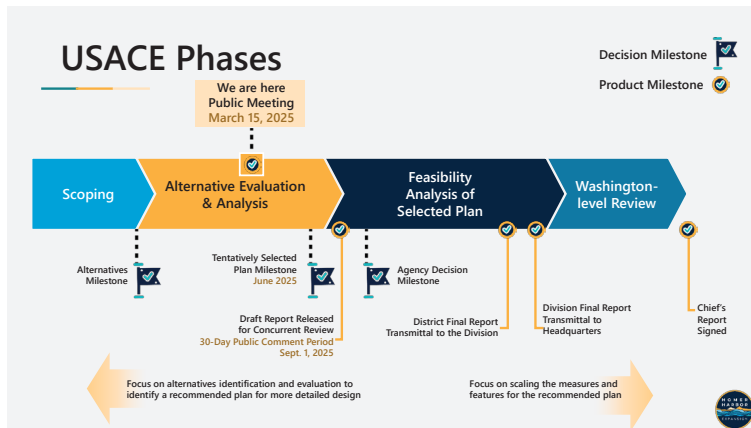 USACE Phases
Decision Milestone
Product Milestone
We are here
Public Meeting
March 15, 2025
Scoping
Alternative Evaluation
& Analysis
Feasibility
Analysis of
Selected Plan
Washington-
level Review
Alternatives
Milestone
Tentatively Selected
Plan Milestone
June 2025
Agency Decision
Milestone
Draft Report Released
for Concurrent Review
30-Day Public Comment Period
Sept. 1, 2025
District Final Report
Transmittal to the Division
Division Final Report
Transmittal to
Headquarters
Chief's
Report
Signed
Focus on alternatives identification and evaluation to
identify a recommended plan for more detailed design
Focus on scaling the measures and
features for the recommended plan
HOMER
HARBOR
EXPANSION